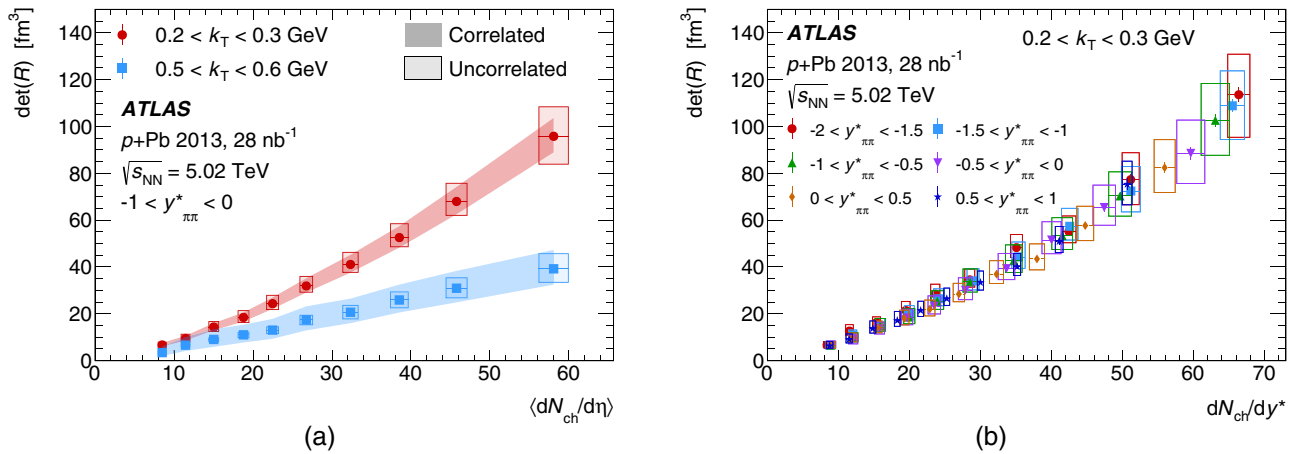 det(R) [fm³]
140
120
100
80
60
40
20
0
0 10 20 30 40 50 60
⟨dN_ch/dη⟩
0.2 < k_T < 0.3 GeV
0.5 < k_T < 0.6 GeV
Correlated
Uncorrelated
ATLAS
p+Pb 2013, 28 nb⁻¹
√s_NN = 5.02 TeV
-1 < y*_ππ < 0
(a)
det(R) [fm³]
140
120
100
80
60
40
20
0
0 10 20 30 40 50 60 70
dN_ch/dy*
ATLAS
0.2 < k_T < 0.3 GeV
p+Pb 2013, 28 nb⁻¹
√s_NN = 5.02 TeV
-2 < y*_ππ < -1.5 -1.5 < y*_ππ < -1
-1 < y*_ππ < -0.5 -0.5 < y*_ππ < 0
0 < y*_ππ < 0.5 0.5 < y*_ππ < 1
(b)